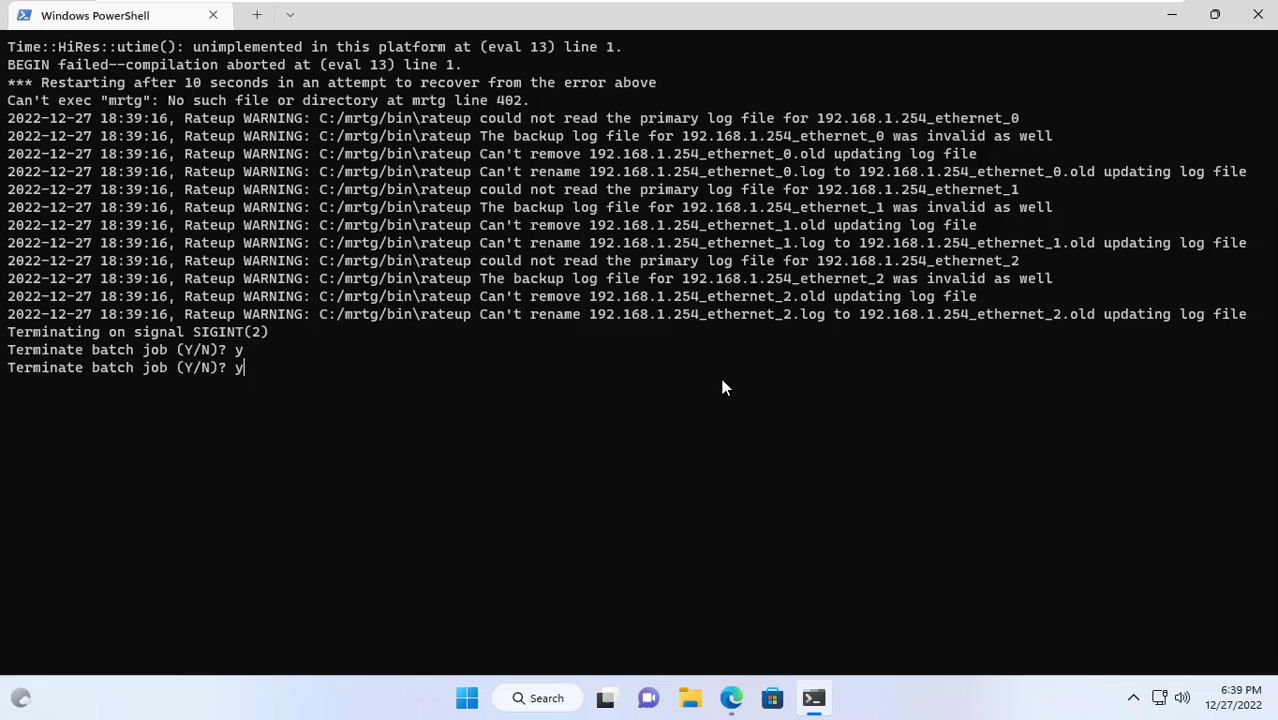 Windows PowerShell
Time::HiRes::utime(): unimplemented in this platform at (eval 13) line 1.
BEGIN failed--compilation aborted at (eval 13) line 1.
*** Restarting after 10 seconds in an attempt to recover from the error above
Can't exec "mrtg": No such file or directory at mrtg line 402.
2022-12-27 18:39:16, Rateup WARNING: C:/mrtg/bin\rateup could not read the primary log file for 192.168.1.254_ethernet_0
2022-12-27 18:39:16, Rateup WARNING: C:/mrtg/bin\rateup The backup log file for 192.168.1.254_ethernet_0 was invalid as well
2022-12-27 18:39:16, Rateup WARNING: C:/mrtg/bin\rateup Can't remove 192.168.1.254_ethernet_0.old updating log file
2022-12-27 18:39:16, Rateup WARNING: C:/mrtg/bin\rateup Can't rename 192.168.1.254_ethernet_0.log to 192.168.1.254_ethernet_0.old updating log file
2022-12-27 18:39:16, Rateup WARNING: C:/mrtg/bin\rateup could not read the primary log file for 192.168.1.254_ethernet_1
2022-12-27 18:39:16, Rateup WARNING: C:/mrtg/bin\rateup The backup log file for 192.168.1.254_ethernet_1 was invalid as well
2022-12-27 18:39:16, Rateup WARNING: C:/mrtg/bin\rateup Can't remove 192.168.1.254_ethernet_1.old updating log file
2022-12-27 18:39:16, Rateup WARNING: C:/mrtg/bin\rateup Can't rename 192.168.1.254_ethernet_1.log to 192.168.1.254_ethernet_1.old updating log file
2022-12-27 18:39:16, Rateup WARNING: C:/mrtg/bin\rateup could not read the primary log file for 192.168.1.254_ethernet_2
2022-12-27 18:39:16, Rateup WARNING: C:/mrtg/bin\rateup The backup log file for 192.168.1.254_ethernet_2 was invalid as well
2022-12-27 18:39:16, Rateup WARNING: C:/mrtg/bin\rateup Can't remove 192.168.1.254_ethernet_2.old updating log file
2022-12-27 18:39:16, Rateup WARNING: C:/mrtg/bin\rateup Can't rename 192.168.1.254_ethernet_2.log to 192.168.1.254_ethernet_2.old updating log file
Terminating on signal SIGINT(2)
Terminate batch job (Y/N)? y
Terminate batch job (Y/N)? y
Search
6:39 PM
12/27/2022